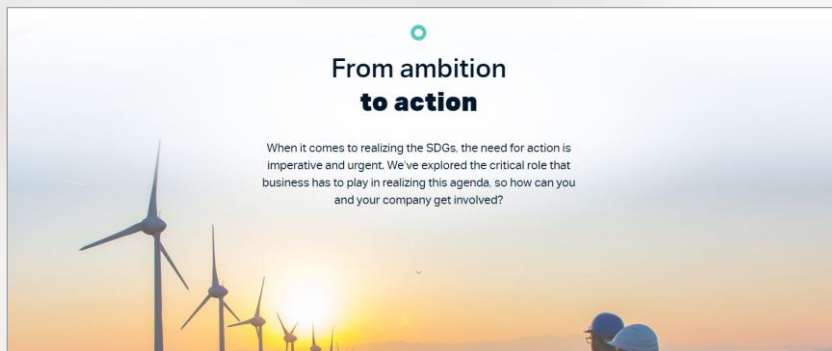 From ambition
to action
When it comes to realizing the SDGs, the need for action is
imperative and urgent. We've explored the critical role that
business has to play in realizing this agenda, so how can you
and your company get involved?